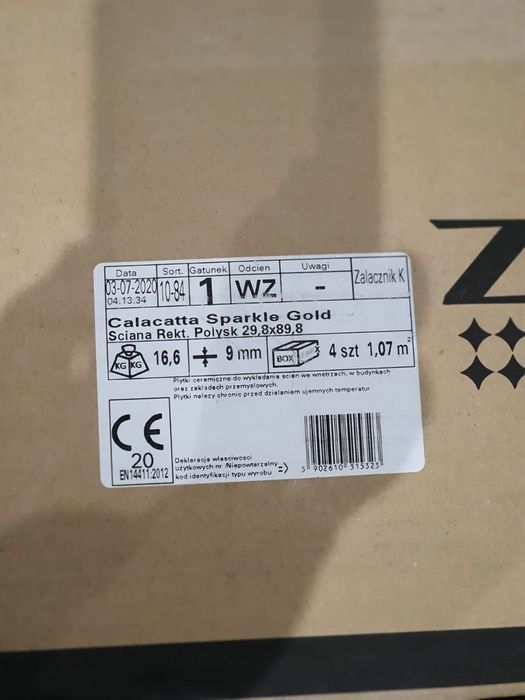 Data Sort. Gatunek Odcien Uwagi Zalacznik K
03-07-2020 10-84 1 WZ -
04.13.34
Calacatta Sparkle Gold
Sciana Rekt. Polysk 29,8x89,8
KG KG 16,6 9 mm BOX 4 szt 1,07 m²
Plytki ceramiczne do wykladania scian we wnetrzach, w budynkach
oraz zakladach przemyslowych.
Plytki nalezy chronic przed dzialaniem ujemnych temperatur
CE
20
EN14411:2012
Deklaracja wlasciwosci
uzytkowych nr /Niepowtarzalny
kod identyfikacji typu wyrobu =>
5 902610 515323
Z